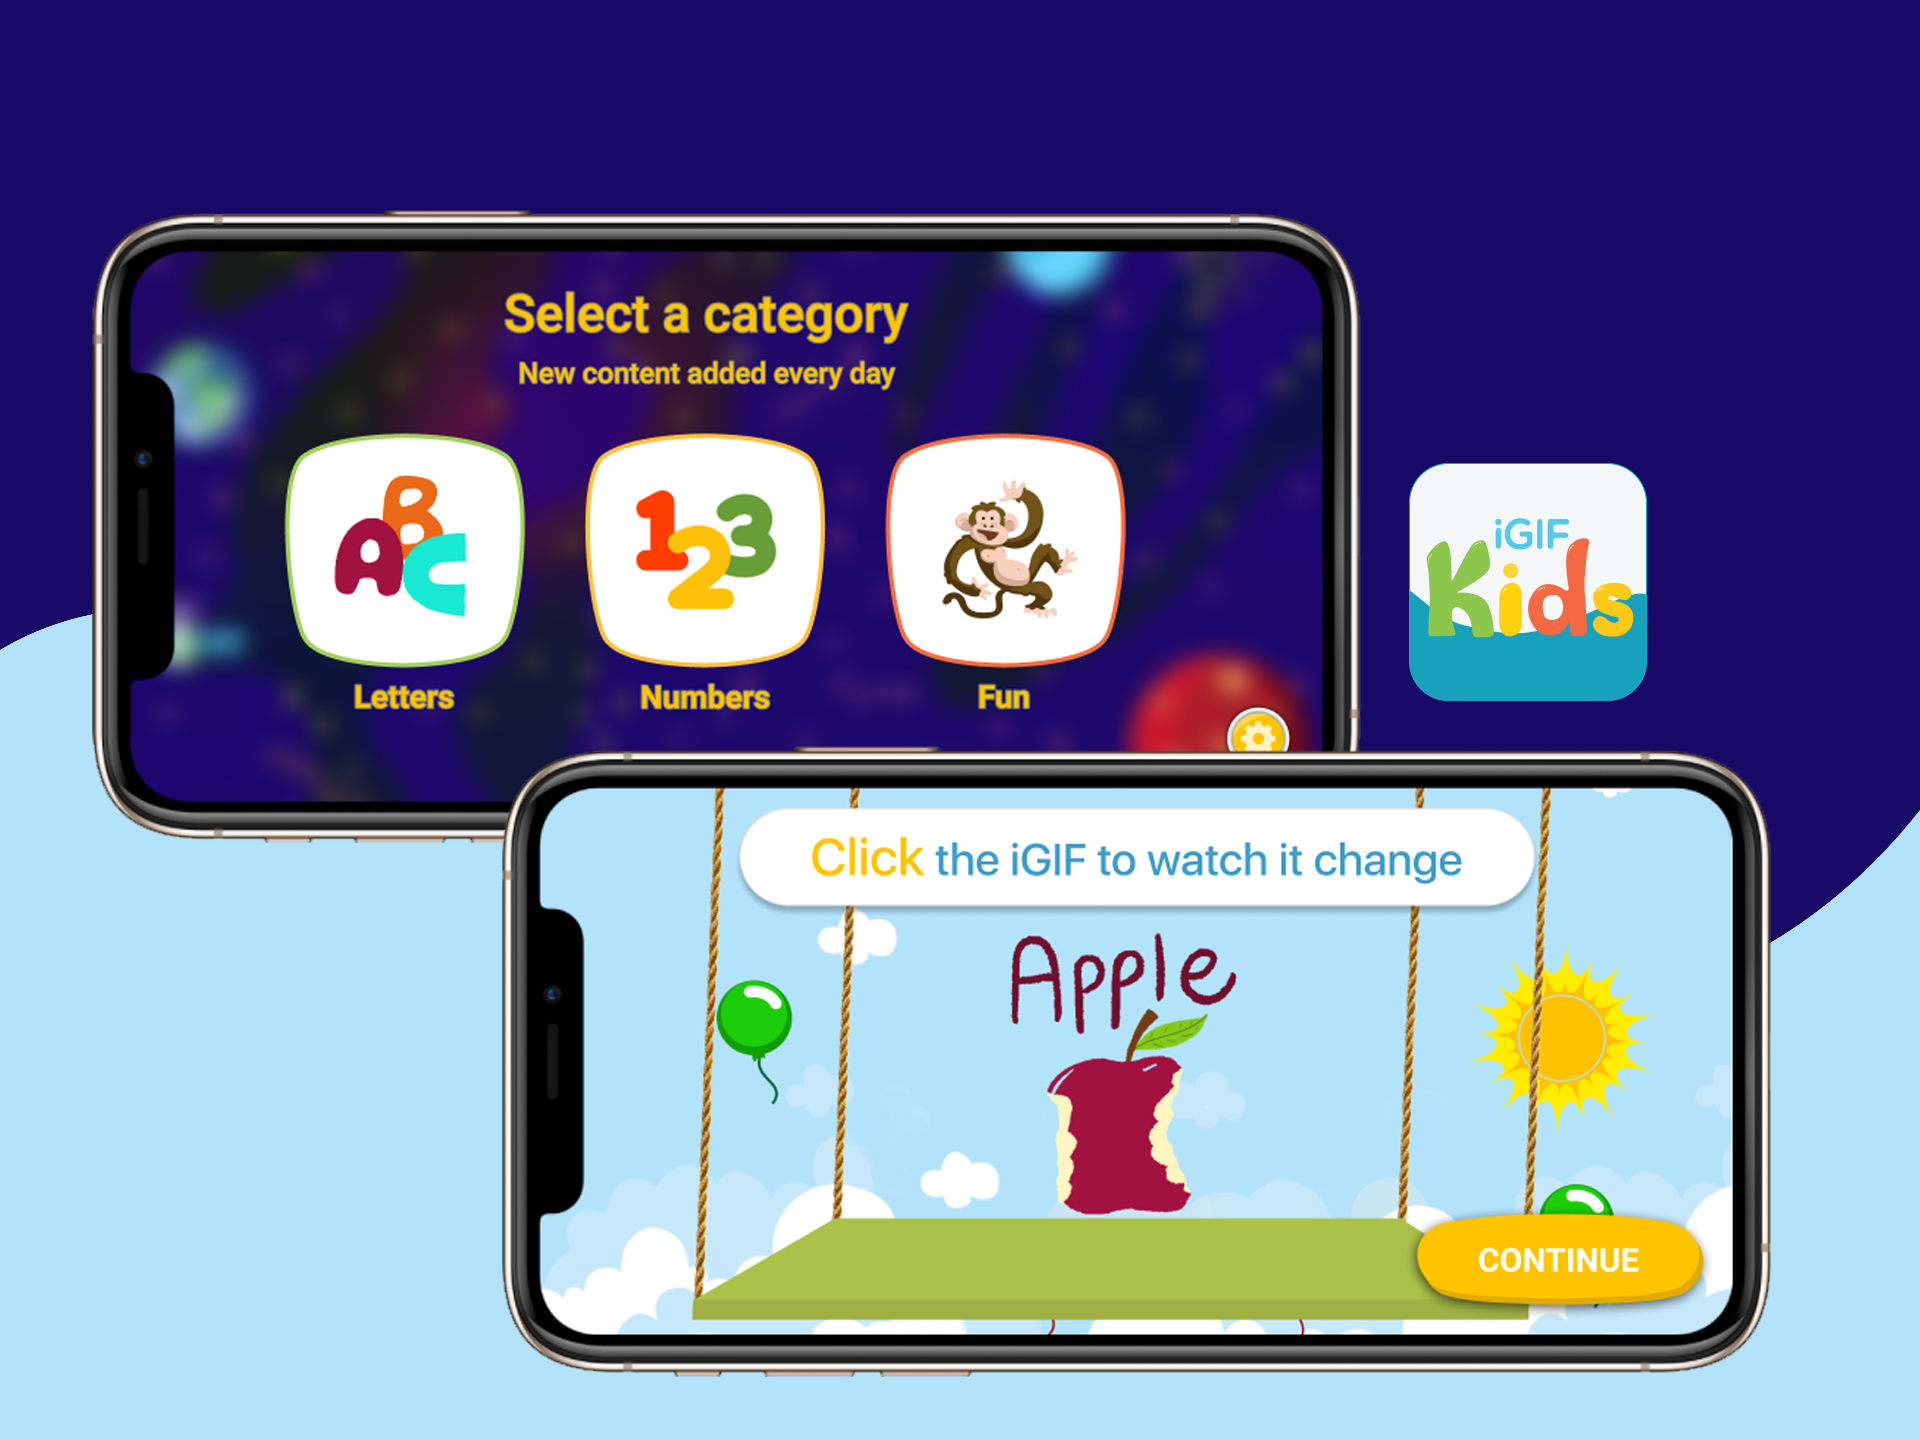 Select a category
New content added every day
ABC
123
Letters
Numbers
Fun
iGIF
Kids
Click the iGIF to watch it change
Apple
CONTINUE